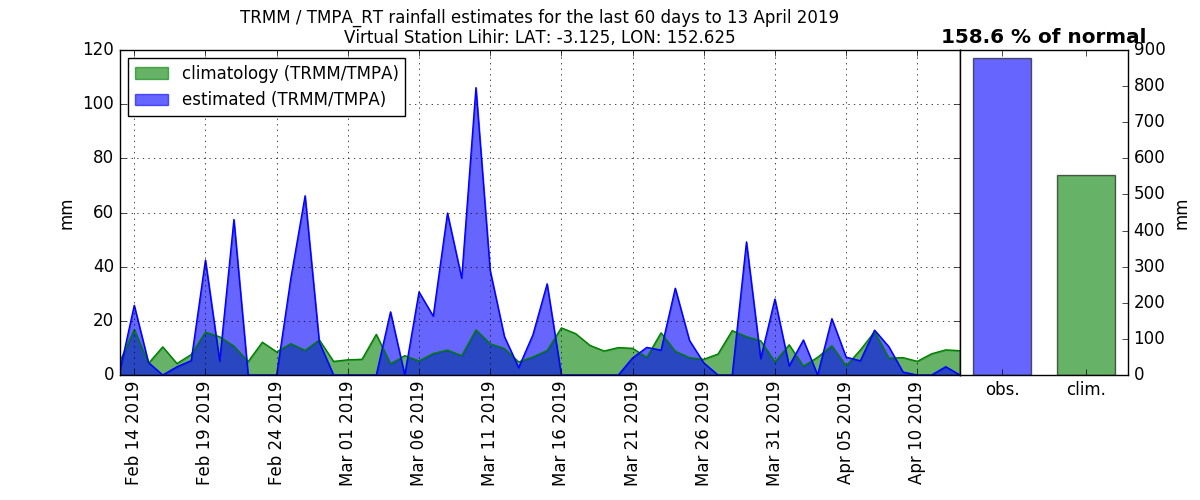 TRMM / TMPA_RT rainfall estimates for the last 60 days to 13 April 2019
Virtual Station Lihir: LAT: -3.125, LON: 152.625
158.6 % of normal
climatology (TRMM/TMPA)
estimated (TRMM/TMPA)
120
100
80
60
40
20
0
mm
Feb 14 2019
Feb 19 2019
Feb 24 2019
Mar 01 2019
Mar 06 2019
Mar 11 2019
Mar 16 2019
Mar 21 2019
Mar 26 2019
Mar 31 2019
Apr 05 2019
Apr 10 2019
900
800
700
600
500
400
300
200
100
0
mm
obs.
clim.